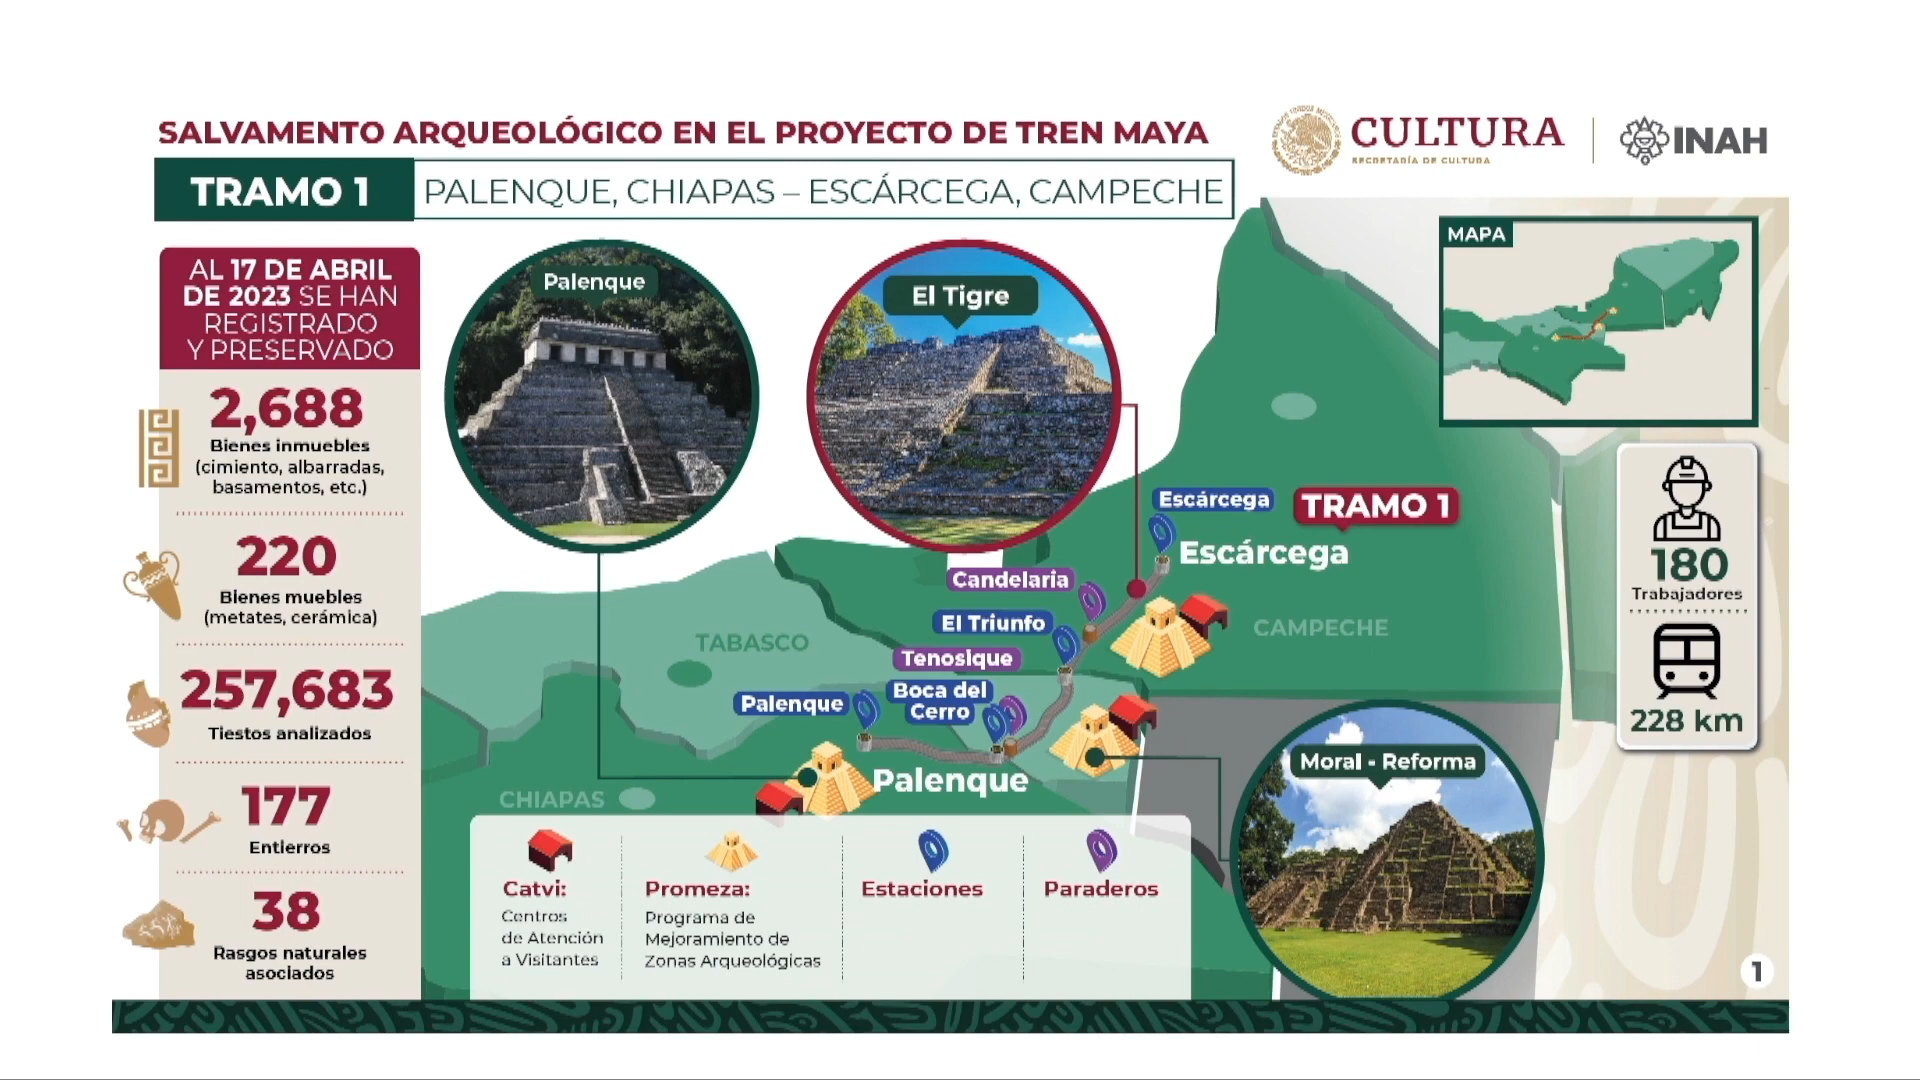 SALVAMENTO ARQUEOLÓGICO EN EL PROYECTO DE TREN MAYA
CULTURA
SECRETARÍA DE CULTURA
INAH
TRAMO 1
PALENQUE, CHIAPAS – ESCÁRCEGA, CAMPECHE
AL 17 DE ABRIL
DE 2023 SE HAN
REGISTRADO
Y PRESERVADO
2,688
Bienes inmuebles
(cimiento, albarradas,
basamentos, etc.)
220
Bienes muebles
(metates, cerámica)
257,683
Tiestos analizados
177
Entierros
38
Rasgos naturales
asociados
Palenque
El Tigre
MAPA
Escárcega
TRAMO 1
Escárcega
Candelaria
El Triunfo
Tenosique
Boca del
Cerro
Palenque
Palenque
TABASCO
CAMPECHE
CHIAPAS
Moral - Reforma
180
Trabajadores
228 km
Catvi:
Centros
de Atención
a Visitantes
Promeza:
Programa de
Mejoramiento de
Zonas Arqueológicas
Estaciones
Paraderos
1